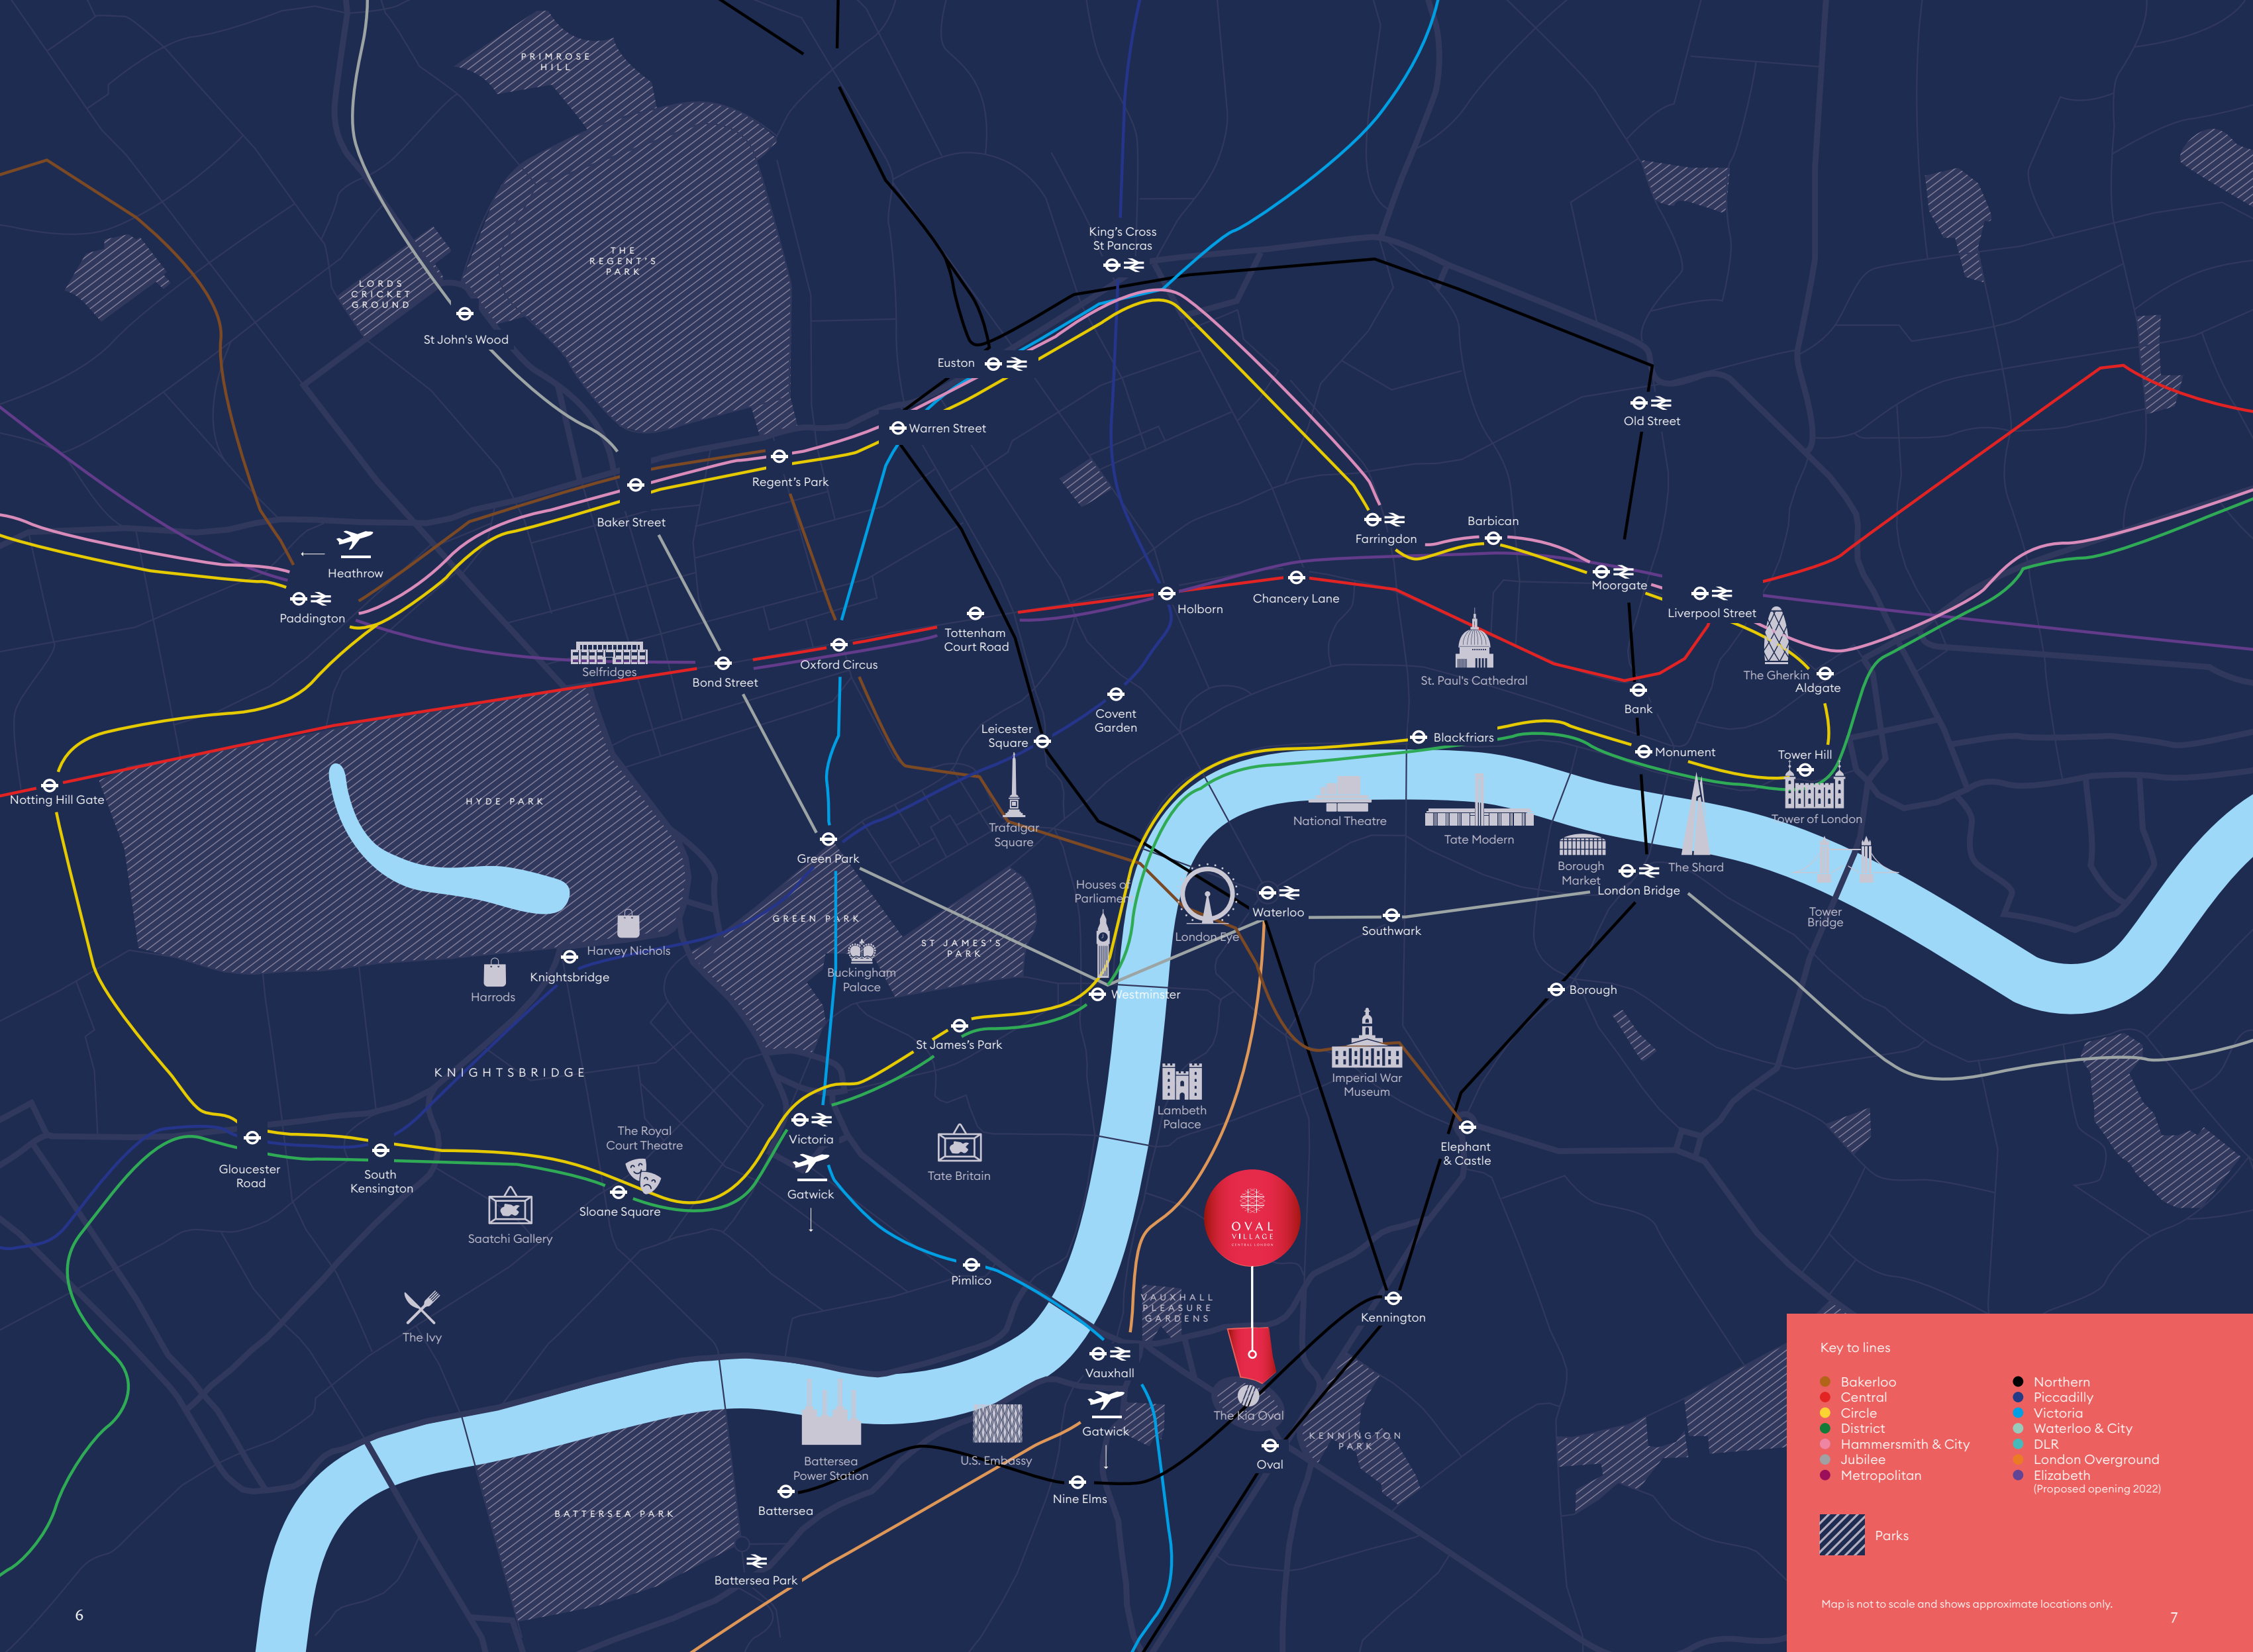 PRIMROSE
HILL
THE
REGENT'S
PARK
LORDS
CRICKET
GROUND
St John's Wood
King's Cross
St Pancras
Euston
Warren Street
Regent's Park
Baker Street
Old Street
Heathrow
Paddington
Farringdon
Barbican
Moorgate
Liverpool Street
Holborn
Chancery Lane
Tottenham
Court Road
Oxford Circus
Bond Street
Selfridges
St. Paul's Cathedral
The Gherkin
Aldgate
Bank
Covent
Garden
Leicester
Square
Blackfriars
Monument
Tower Hill
Notting Hill Gate
HYDE PARK
Trafalgar
Square
National Theatre
Tate Modern
Tower of London
Green Park
Borough
Market
The Shard
London Bridge
Houses of
Parliamen
Waterloo
GREEN PARK
Southwark
Tower
Bridge
London Eye
ST JAMES'S
PARK
Harvey Nichols
Knightsbridge
Harrods
Buckingham
Palace
Westminster
Borough
St James's Park
KNIGHTSBRIDGE
Imperial War
Museum
Lambeth
Palace
The Royal
Court Theatre
Victoria
Gatwick
Tate Britain
Elephant
& Castle
Gloucester
Road
South
Kensington
Sloane Square
Saatchi Gallery
OVAL
VILLAGE
CENTRAL LONDON
Pimlico
VAUXHALL
PLEASURE
GARDENS
Kennington
The Ivy
Vauxhall
Gatwick
The Kia Oval
KENNINGTON
PARK
Oval
Battersea
Power Station
U.S. Embassy
Nine Elms
Battersea
BATTERSEA PARK
Battersea Park
Key to lines
Bakerloo
Central
Circle
District
Hammersmith & City
Jubilee
Metropolitan
Northern
Piccadilly
Victoria
Waterloo & City
DLR
London Overground
Elizabeth
(Proposed opening 2022)
Parks
Map is not to scale and shows approximate locations only.
6
7